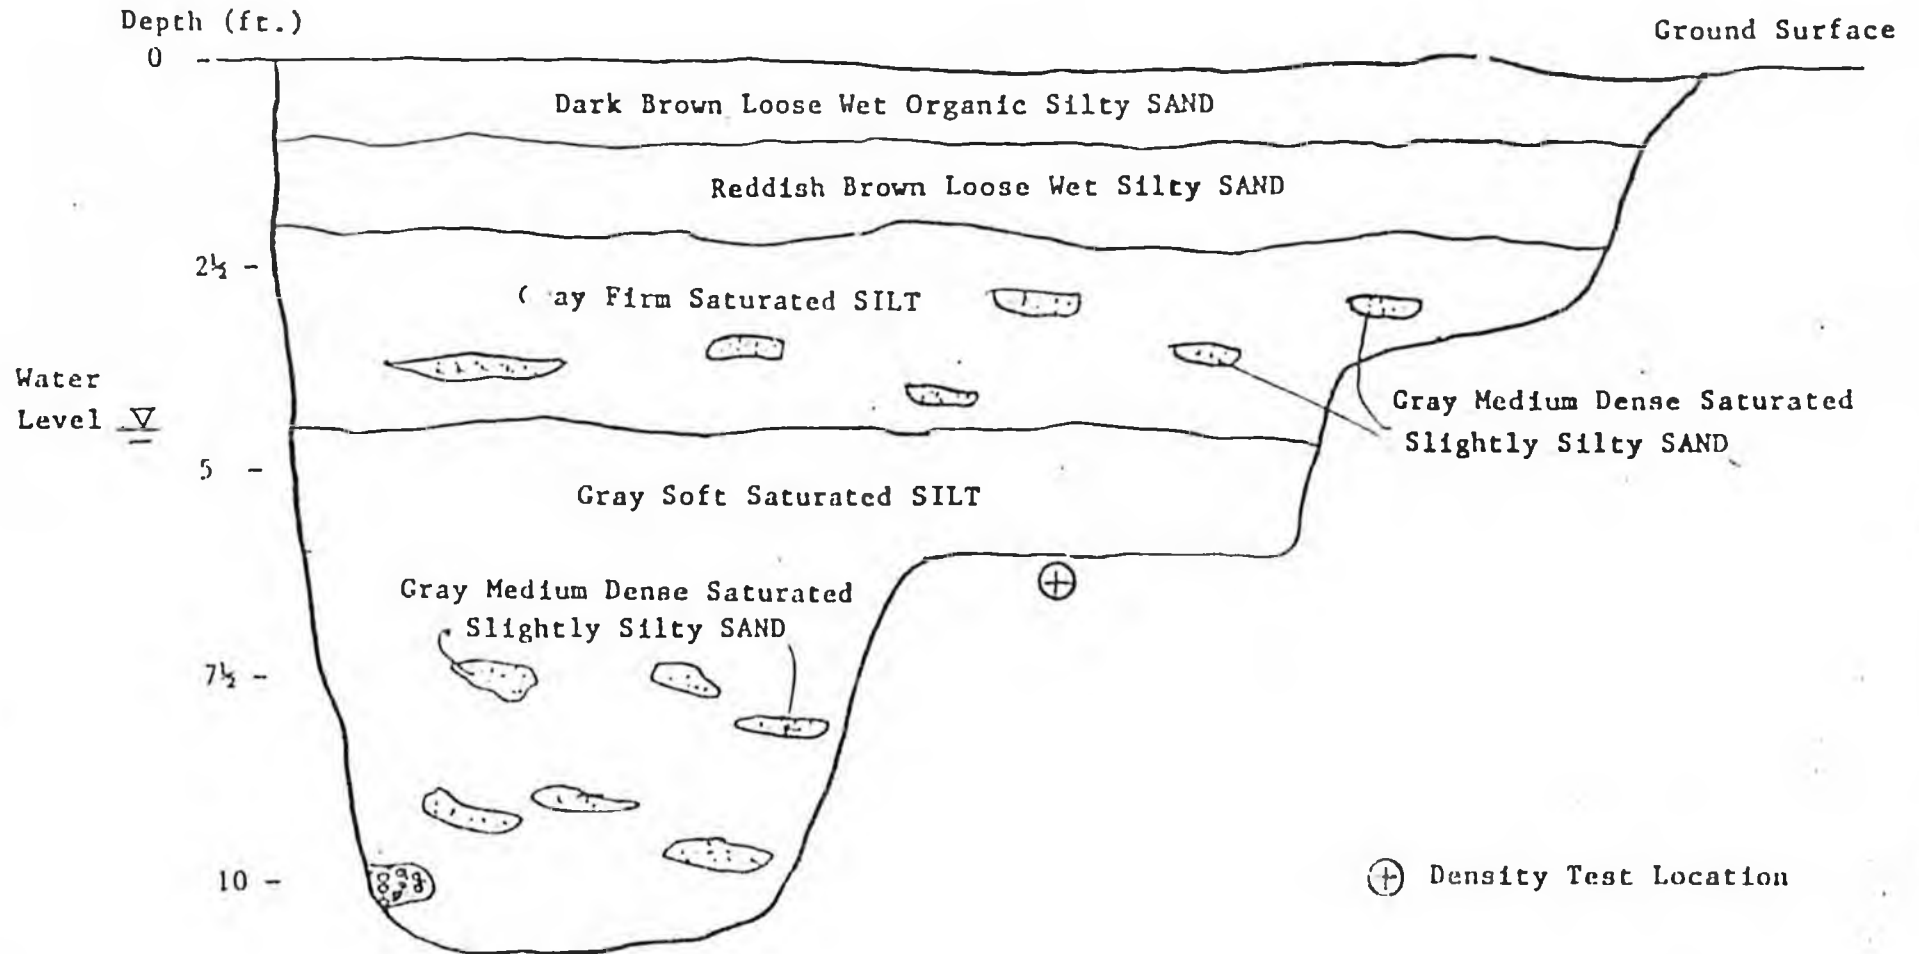 Depth (ft.)
0
Ground Surface
Dark Brown Loose Wet Organic Silty SAND
Reddish Brown Loose Wet Silty SAND
2½
ay Firm Saturated SILT
Water
Level
Gray Medium Dense Saturated
Slightly Silty SAND
5
Gray Soft Saturated SILT
Gray Medium Dense Saturated
Slightly Silty SAND
7½
10
Density Test Location